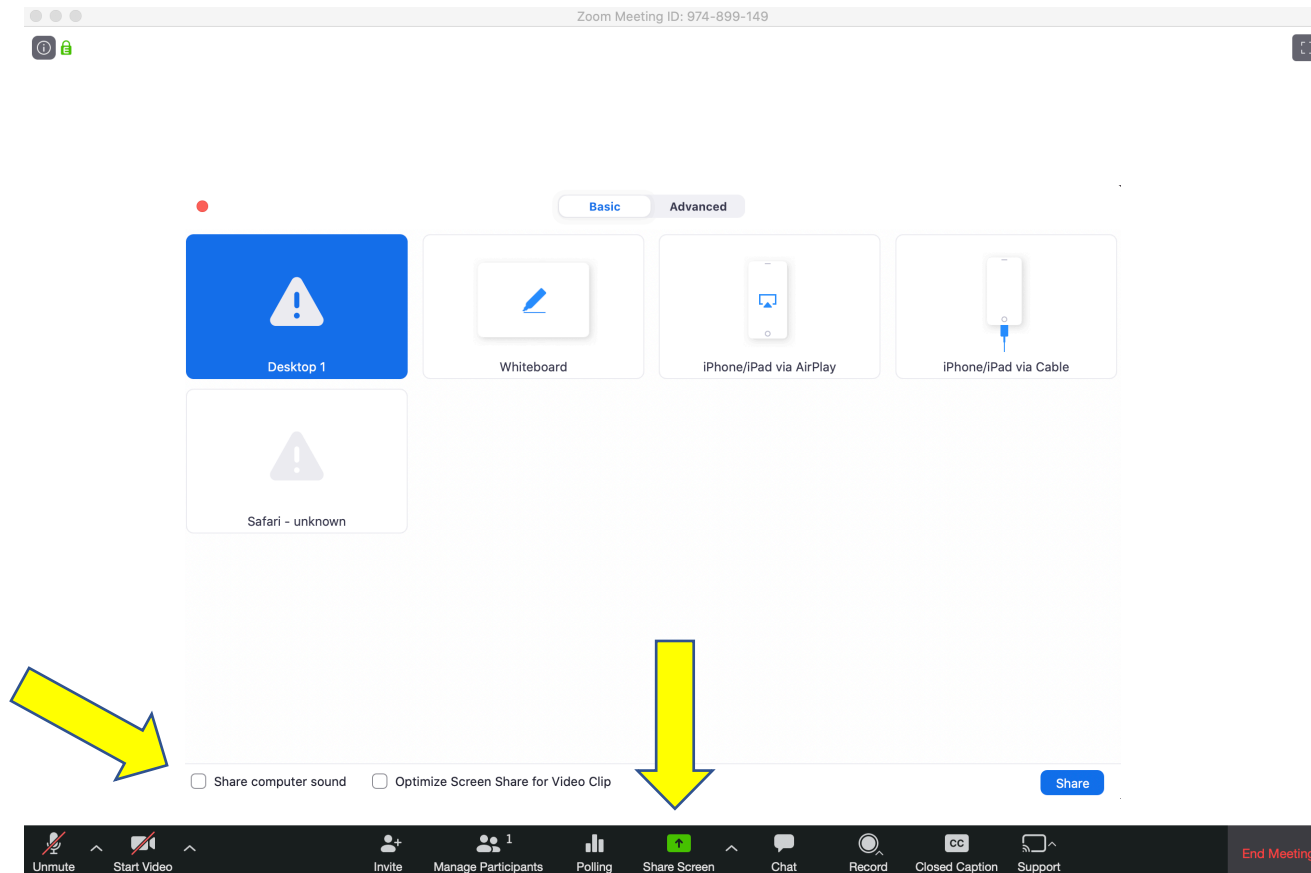 Zoom Meeting ID: 974-899-149
Basic Advanced
Desktop 1 Whiteboard iPhone/iPad via AirPlay iPhone/iPad via Cable
Safari - unknown
Share computer sound Optimize Screen Share for Video Clip Share
1
CC
Unmute Start Video Invite Manage Participants Polling Share Screen Chat Record Closed Caption Support End Meeting